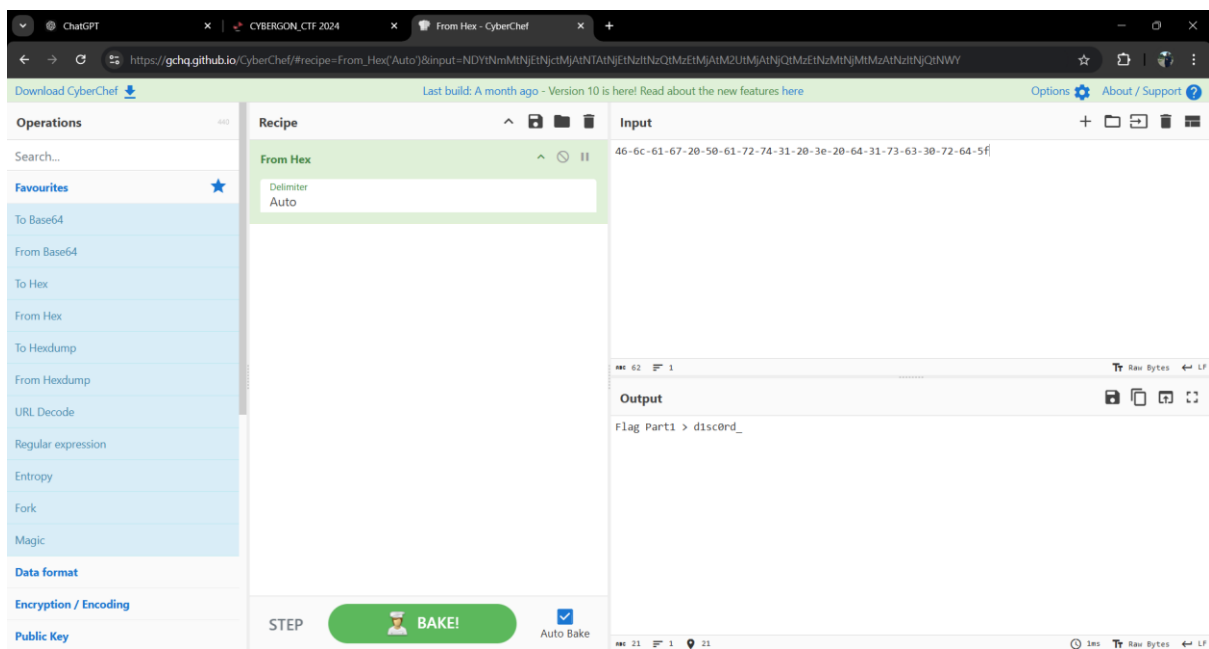 ChatGPT
CYBERGON_CTF 2024
From Hex - CyberChef
https://gchq.github.io/CyberChef/#recipe=From_Hex('Auto')&input=NDYtNmMtNjEtNjctMjAtNTAtNjEtNzItNzQtMzEtMjAtM2UtMjAtNjQtMzEtNzMtNjMtMzAtNzItNjQtNWY
Download CyberChef
Last build: A month ago - Version 10 is here! Read about the new features here
Options
About / Support
Operations
440
Recipe
Input
Search...
From Hex
46-6c-61-67-20-50-61-72-74-31-20-3e-20-64-31-73-63-30-72-64-5f
Favourites
Delimiter
Auto
To Base64
From Base64
To Hex
From Hex
To Hexdump
From Hexdump
URL Decode
Regular expression
Entropy
Fork
Magic
Data format
Encryption / Encoding
Public Key
ABC 62 1
Tт Raw Bytes LF
Output
Flag Part1 > d1sc0rd_
STEP
BAKE!
Auto Bake
ABC 21 1 21
1ms Tт Raw Bytes LF